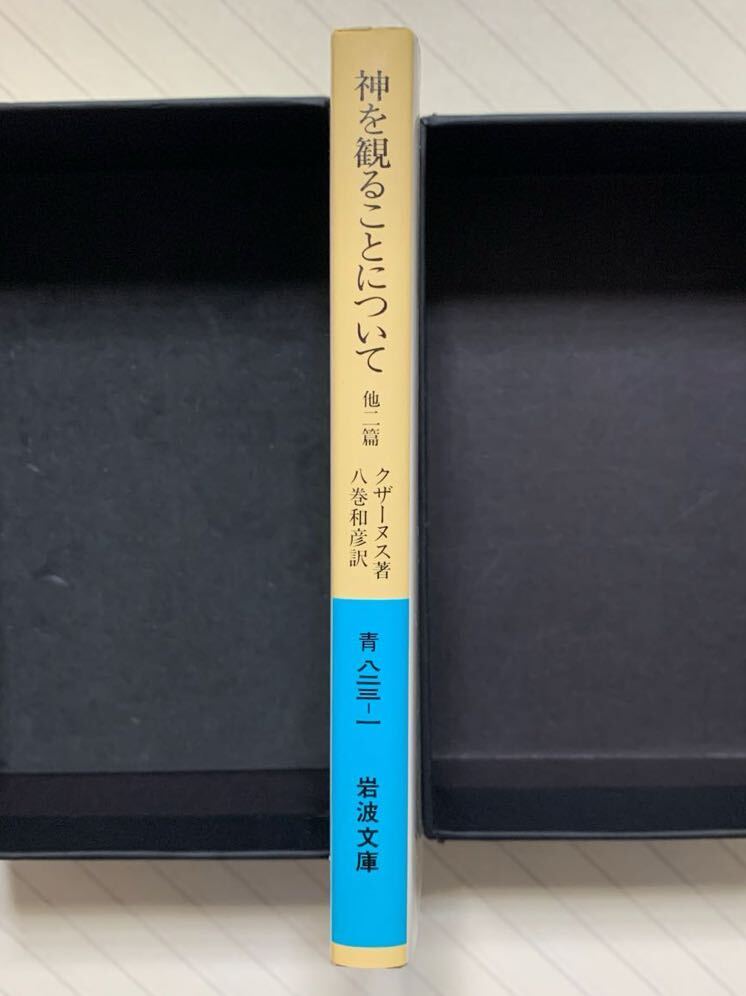 神を観ることについて
他二篇
クザーヌス著
八巻和彦訳
青八二三-一
岩波文庫